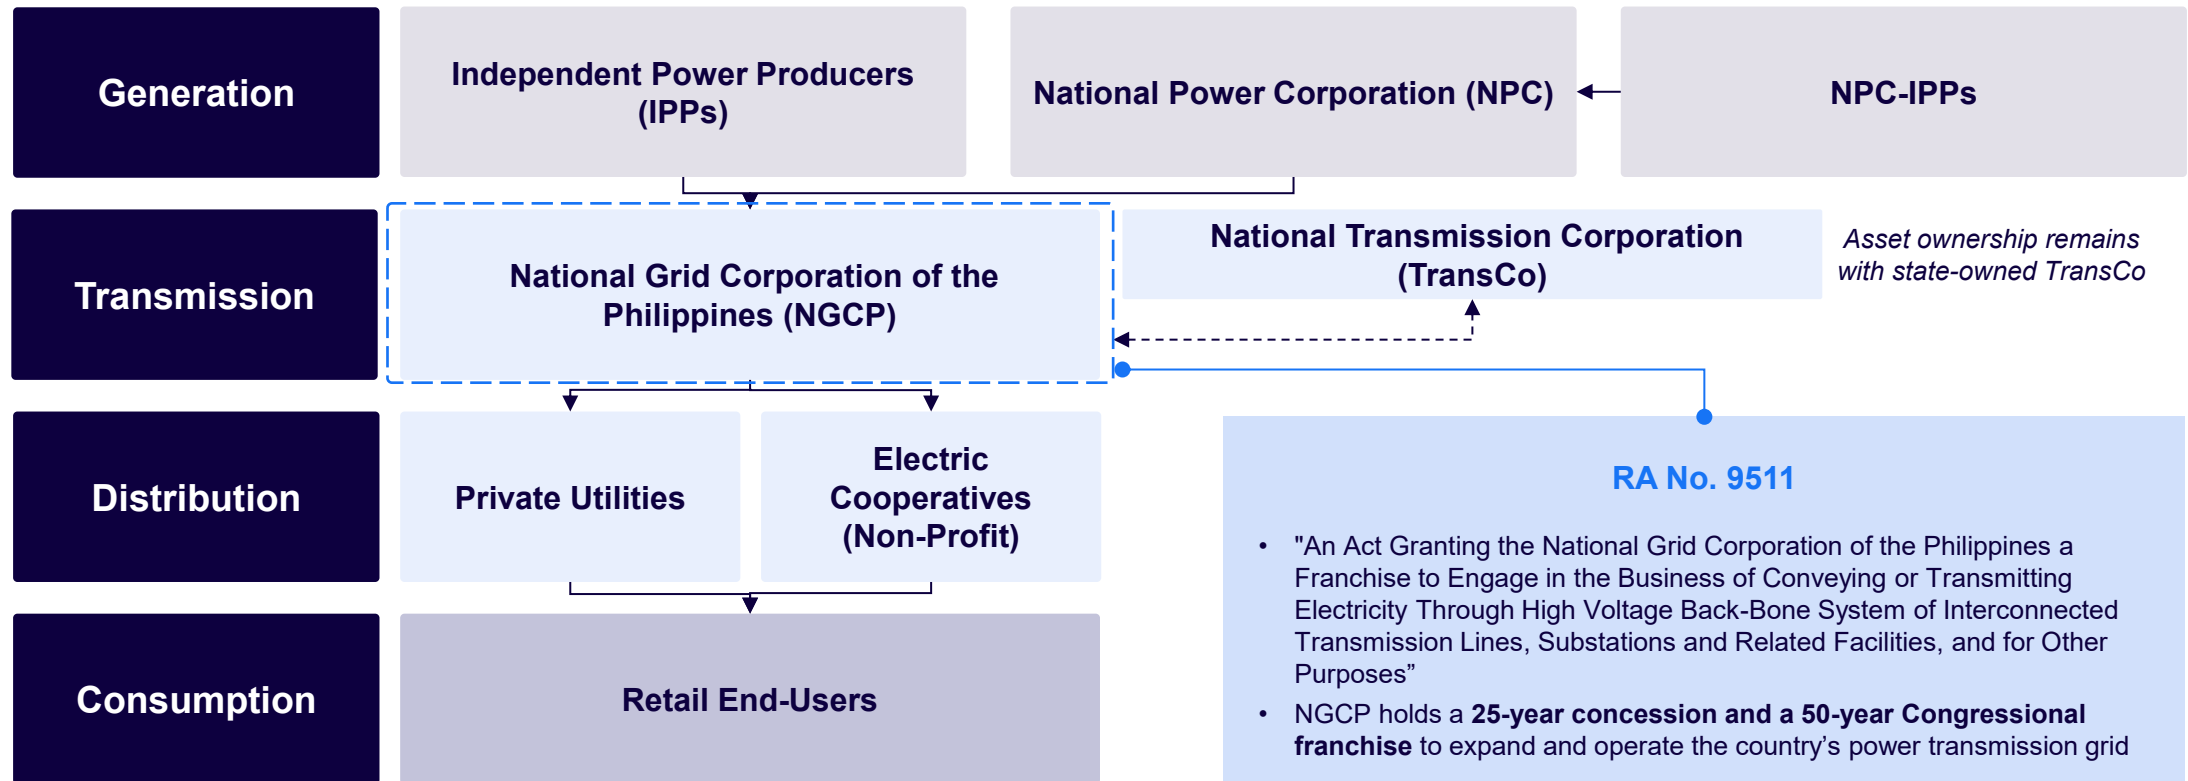 Generation
Independent Power Producers
(IPPs)
National Power Corporation (NPC)
NPC-IPPs
Transmission
National Grid Corporation of the
Philippines (NGCP)
National Transmission Corporation
(TransCo)
Asset ownership remains
with state-owned TransCo
Distribution
Private Utilities
Electric
Cooperatives
(Non-Profit)
Consumption
Retail End-Users
RA No. 9511
• "An Act Granting the National Grid Corporation of the Philippines a
Franchise to Engage in the Business of Conveying or Transmitting
Electricity Through High Voltage Back-Bone System of Interconnected
Transmission Lines, Substations and Related Facilities, and for Other
Purposes”
• NGCP holds a 25-year concession and a 50-year Congressional
franchise to expand and operate the country’s power transmission grid